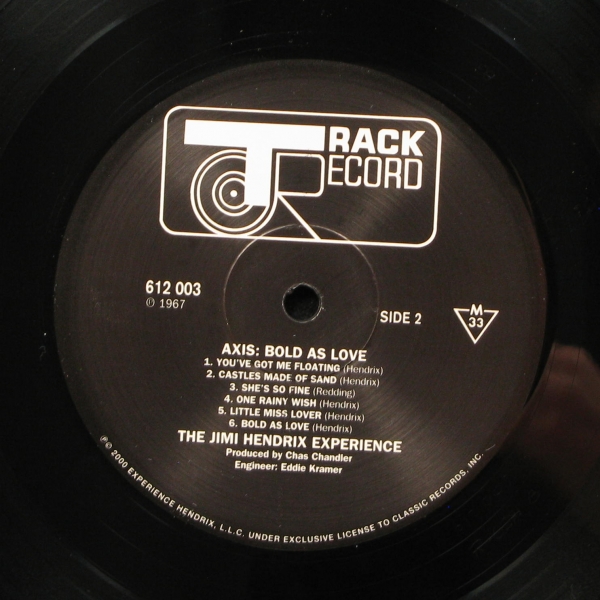 TRACK
RECORD
612 003
℗ 1967
SIDE 2
M
33
AXIS: BOLD AS LOVE
1. YOU'VE GOT ME FLOATING (Hendrix)
2. CASTLES MADE OF SAND (Hendrix)
3. SHE'S SO FINE (Redding)
4. ONE RAINY WISH (Hendrix)
5. LITTLE MISS LOVER (Hendrix)
6. BOLD AS LOVE (Hendrix)
THE JIMI HENDRIX EXPERIENCE
Produced by Chas Chandler
Engineer: Eddie Kramer
℗© 2000 EXPERIENCE HENDRIX, L.L.C. UNDER EXCLUSIVE LICENSE TO CLASSIC RECORDS, INC.